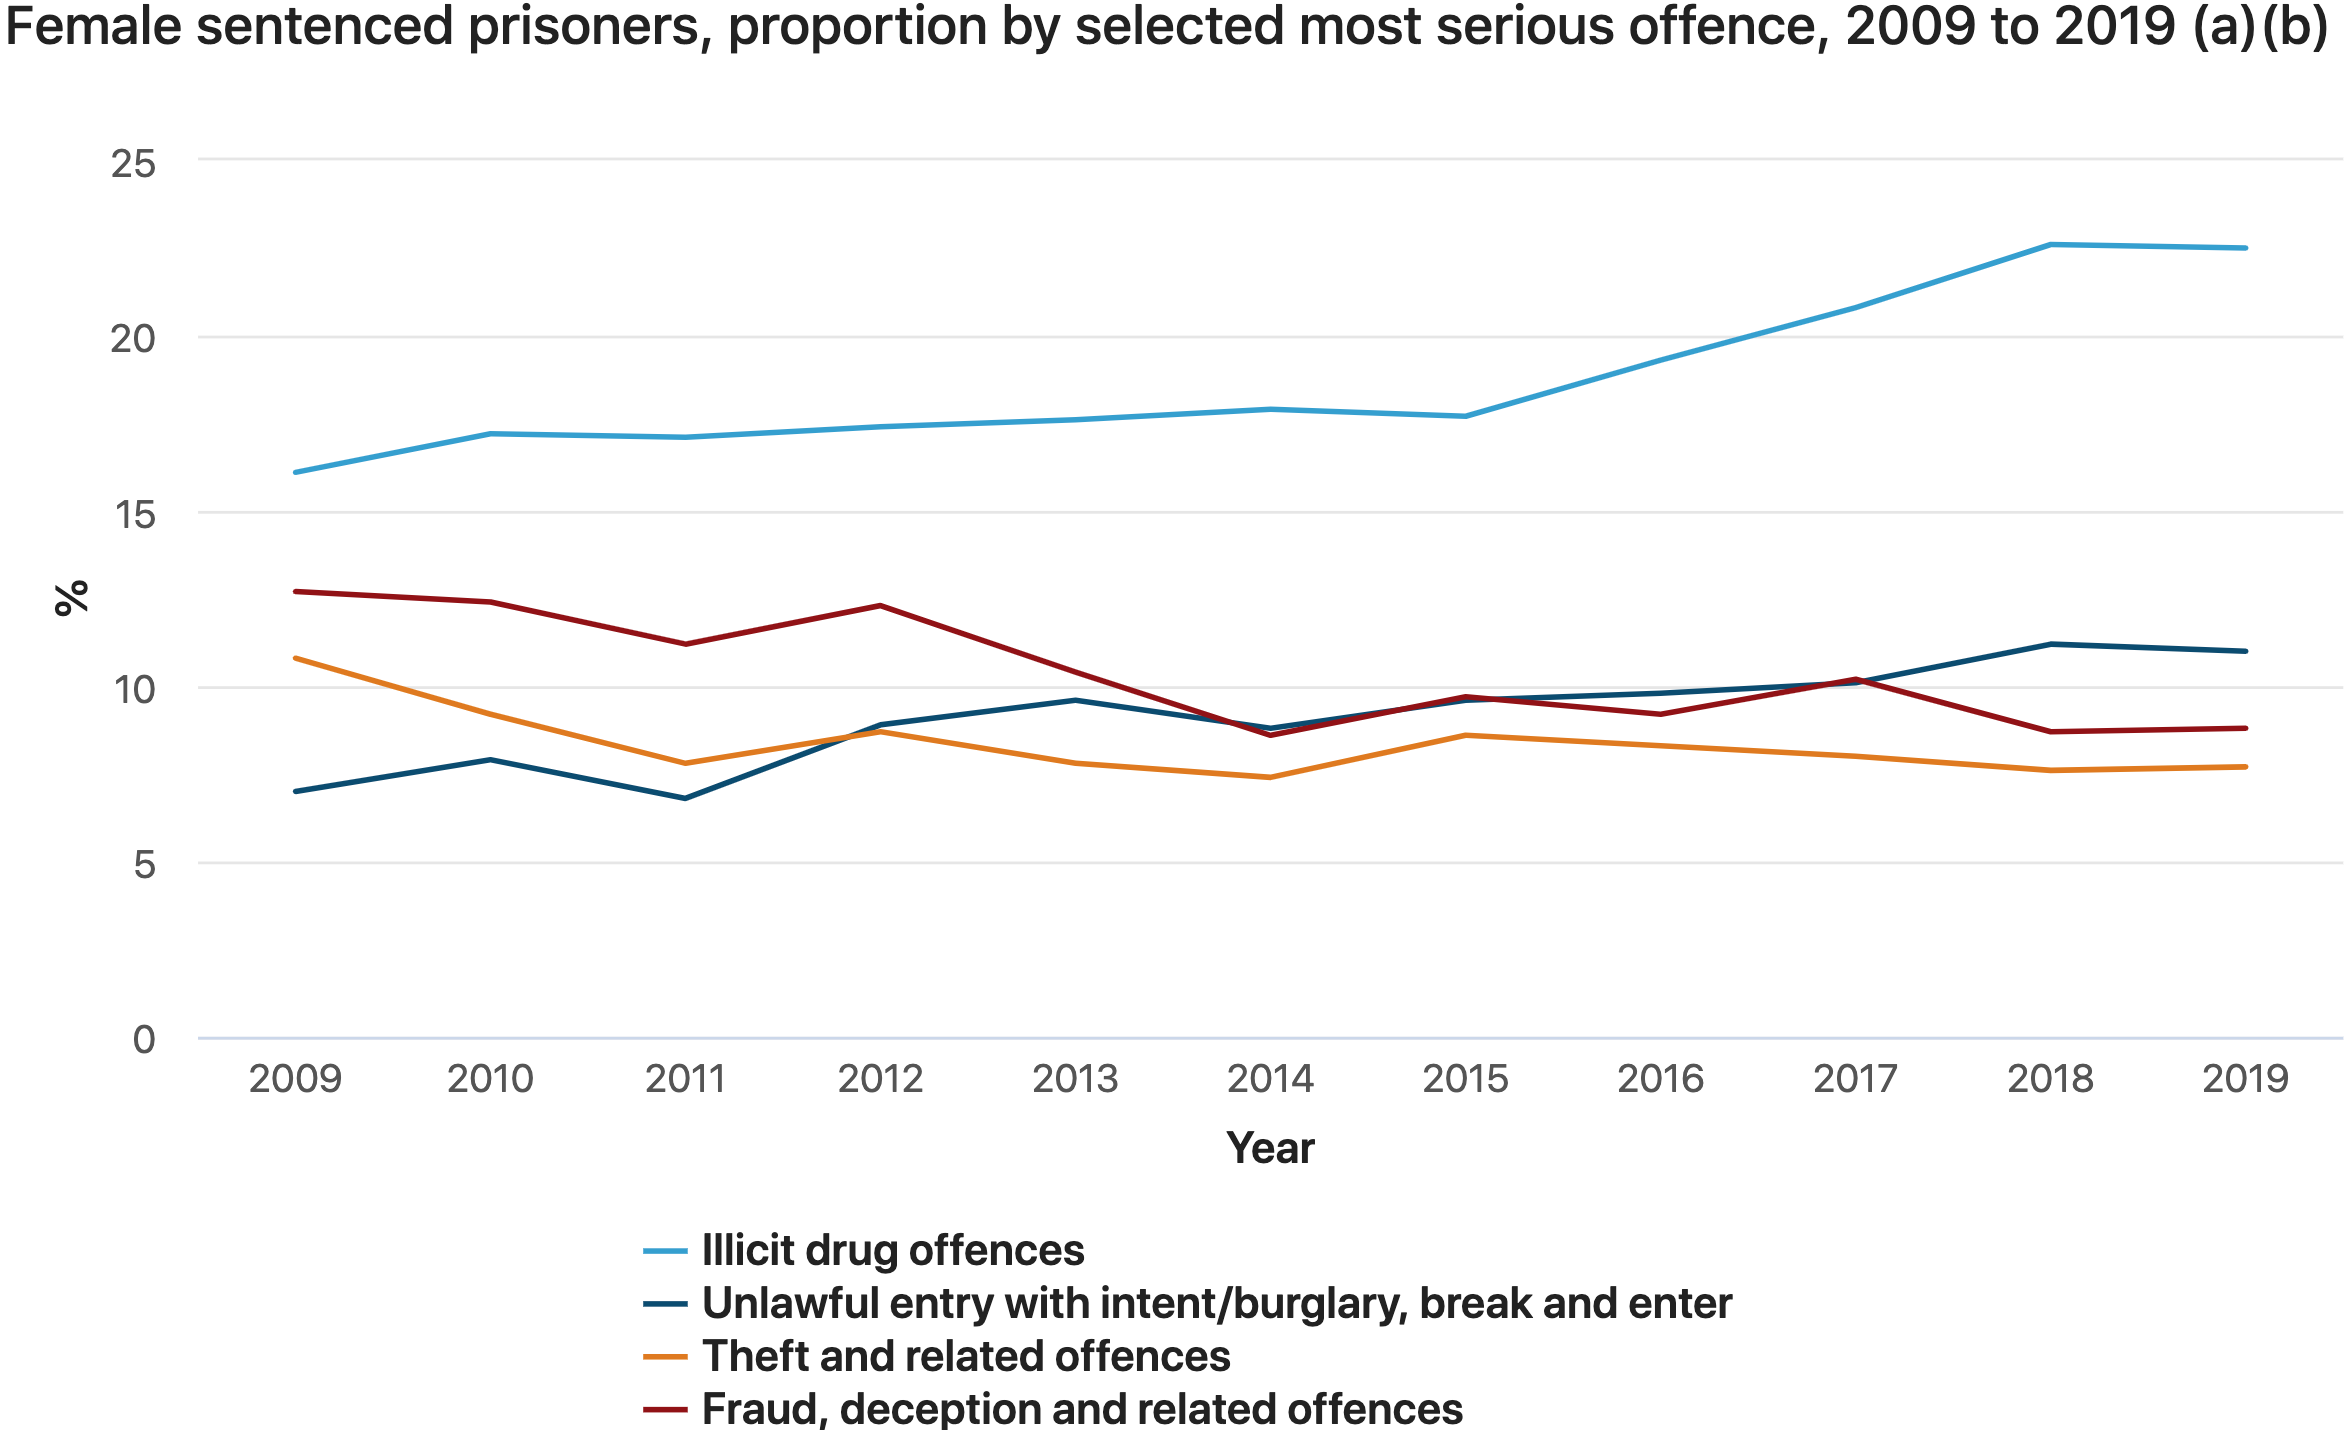 Female sentenced prisoners, proportion by selected most serious offence, 2009 to 2019 (a)(b)
25
20
15
10
5
0
%
2009 2010 2011 2012 2013 2014 2015 2016 2017 2018 2019
Year
Illicit drug offences
Unlawful entry with intent/burglary, break and enter
Theft and related offences
Fraud, deception and related offences